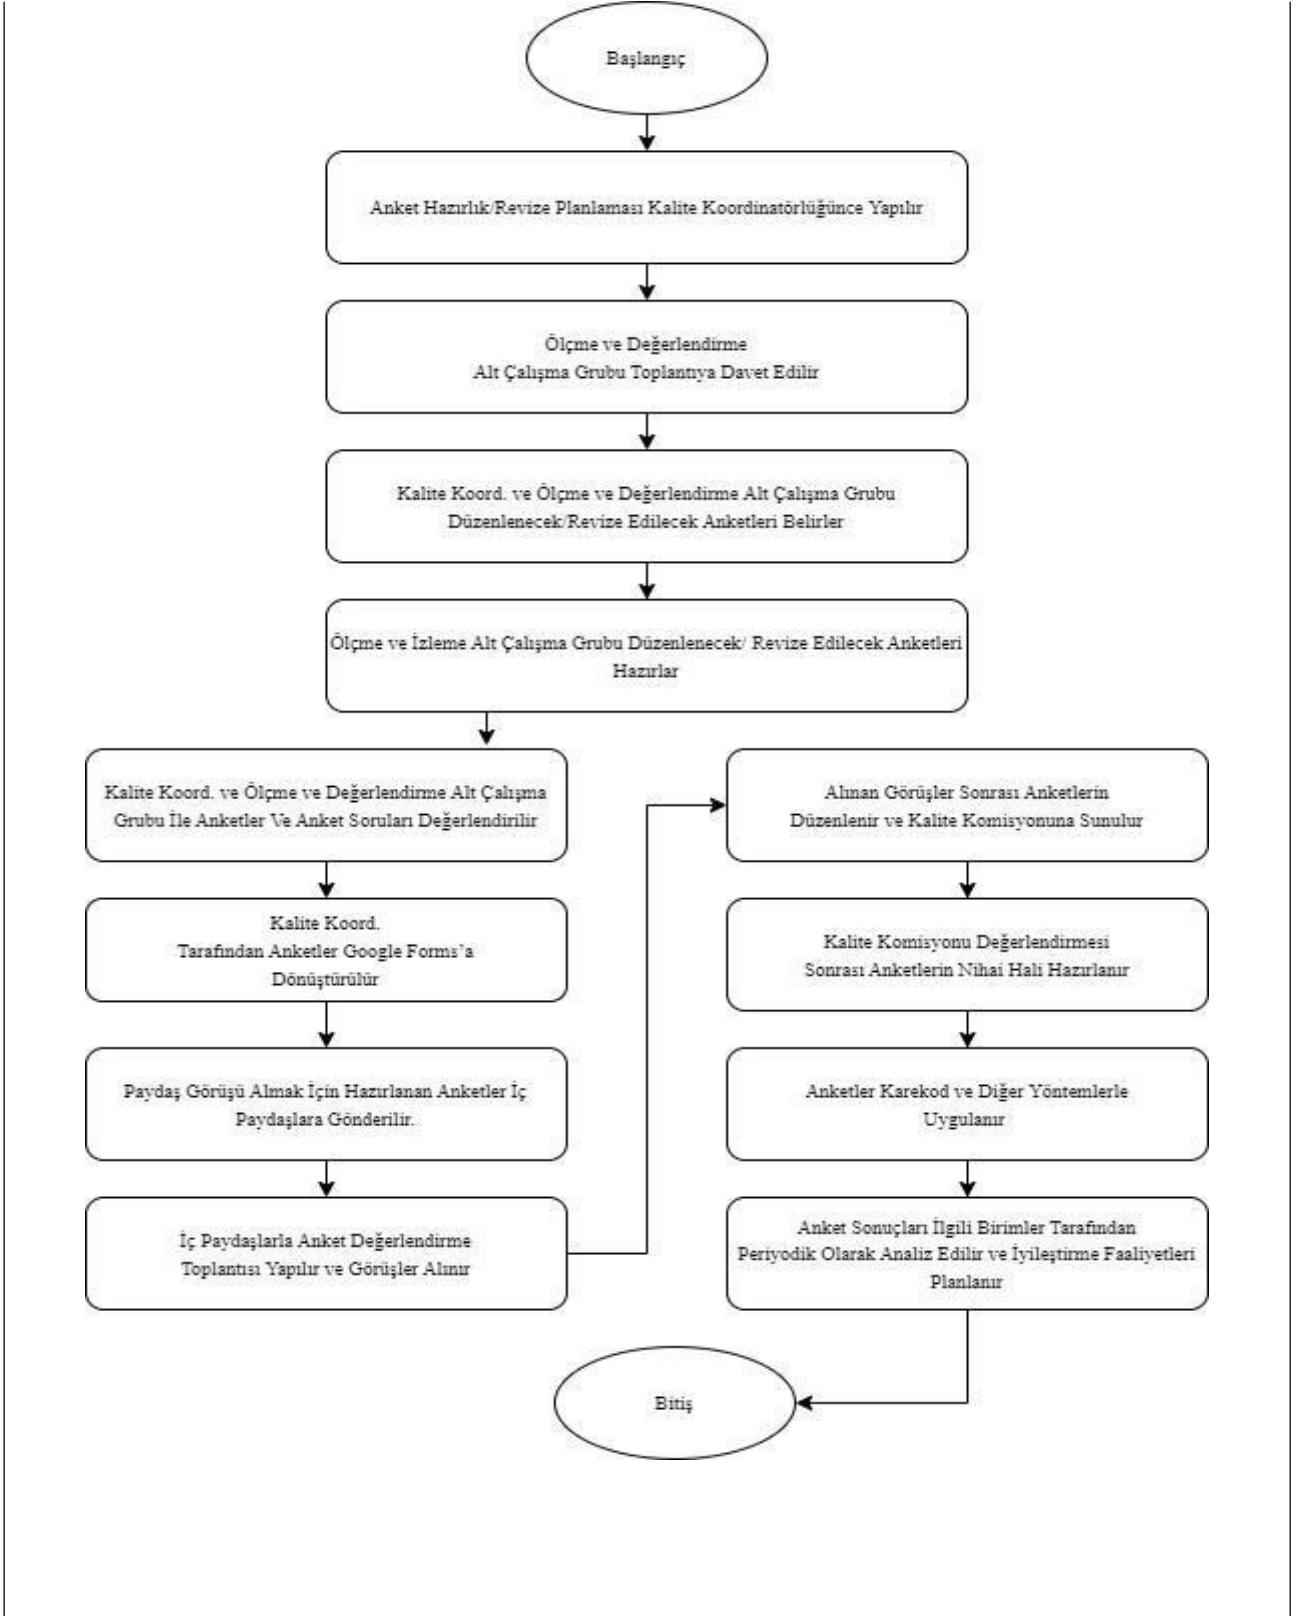 Başlangıç
Anket Hazırlık/Revize Planlaması Kalite Koordinatörlüğünce Yapılır
Ölçme ve Değerlendirme
Alt Çalışma Grubu Toplantıya Davet Edilir
Kalite Koord. ve Ölçme ve Değerlendirme Alt Çalışma Grubu
Düzenlenecek/Revize Edilecek Anketleri Belirler
Ölçme ve İzleme Alt Çalışma Grubu Düzenlenecek/ Revize Edilecek Anketleri
Hazırlar
Kalite Koord. ve Ölçme ve Değerlendirme Alt Çalışma
Grubu İle Anketler Ve Anket Soruları Değerlendirilir
Kalite Koord.
Tarafından Anketler Google Forms’a
Dönüştürülür
Paydaş Görüşü Almak İçin Hazırlanan Anketler İç
Paydaşlara Gönderilir.
İç Paydaşlarla Anket Değerlendirme
Toplantısı Yapılır ve Görüşler Alınır
Alınan Görüşler Sonrası Anketlerin
Düzenlenir ve Kalite Komisyonuna Sunulur
Kalite Komisyonu Değerlendirmesi
Sonrası Anketlerin Nihai Hali Hazırlanır
Anketler Karekod ve Diğer Yöntemlerle
Uygulanır
Anket Sonuçları İlgili Birimler Tarafından
Periyodik Olarak Analiz Edilir ve İyileştirme Faaliyetleri
Planlanır
Bitiş